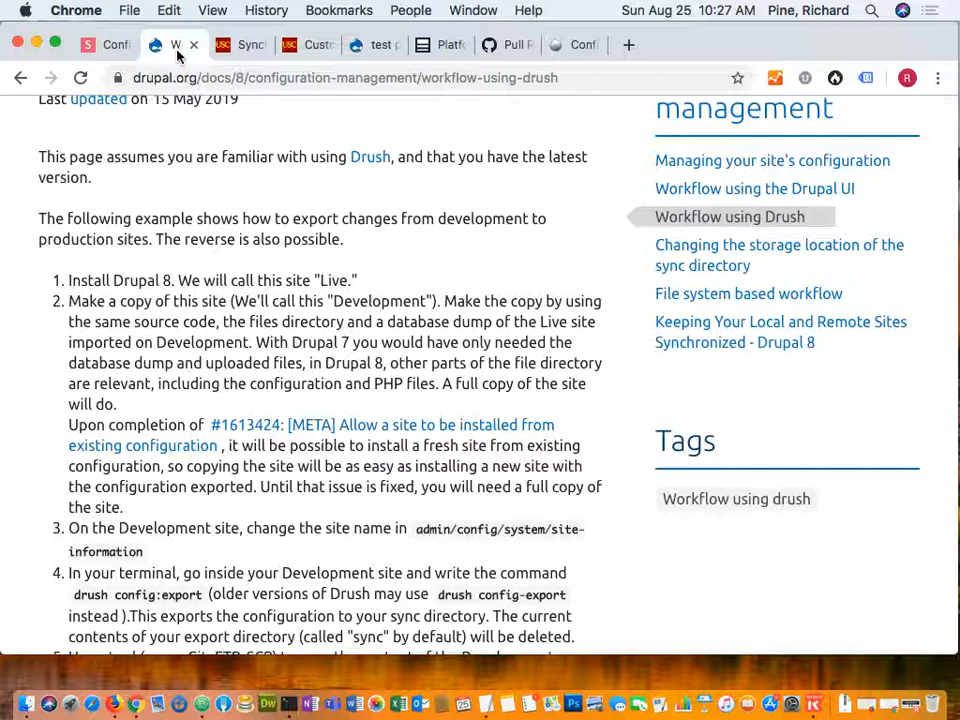 Chrome File Edit View History Bookmarks People Window Help Sun Aug 25 10:27 AM Pine, Richard
S Confi W USC Sync USC Custo test p Platf Pull R Confi
drupal.org/docs/8/configuration-management/workflow-using-drush R
Last updated on 15 May 2019
This page assumes you are familiar with using Drush, and that you have the latest
version.
The following example shows how to export changes from development to
production sites. The reverse is also possible.
1. Install Drupal 8. We will call this site "Live."
2. Make a copy of this site (We'll call this "Development"). Make the copy by using
the same source code, the files directory and a database dump of the Live site
imported on Development. With Drupal 7 you would have only needed the
database dump and uploaded files, in Drupal 8, other parts of the file directory
are relevant, including the configuration and PHP files. A full copy of the site
will do.
Upon completion of #1613424: [META] Allow a site to be installed from
existing configuration , it will be possible to install a fresh site from existing
configuration, so copying the site will be as easy as installing a new site with
the configuration exported. Until that issue is fixed, you will need a full copy of
the site.
3. On the Development site, change the site name in admin/config/system/site-
information
4. In your terminal, go inside your Development site and write the command
drush config:export (older versions of Drush may use drush config-export
instead ).This exports the configuration to your sync directory. The current
contents of your export directory (called "sync" by default) will be deleted.
management
Managing your site's configuration
Workflow using the Drupal UI
Workflow using Drush
Changing the storage location of the
sync directory
File system based workflow
Keeping Your Local and Remote Sites
Synchronized - Drupal 8
Tags
Workflow using drush